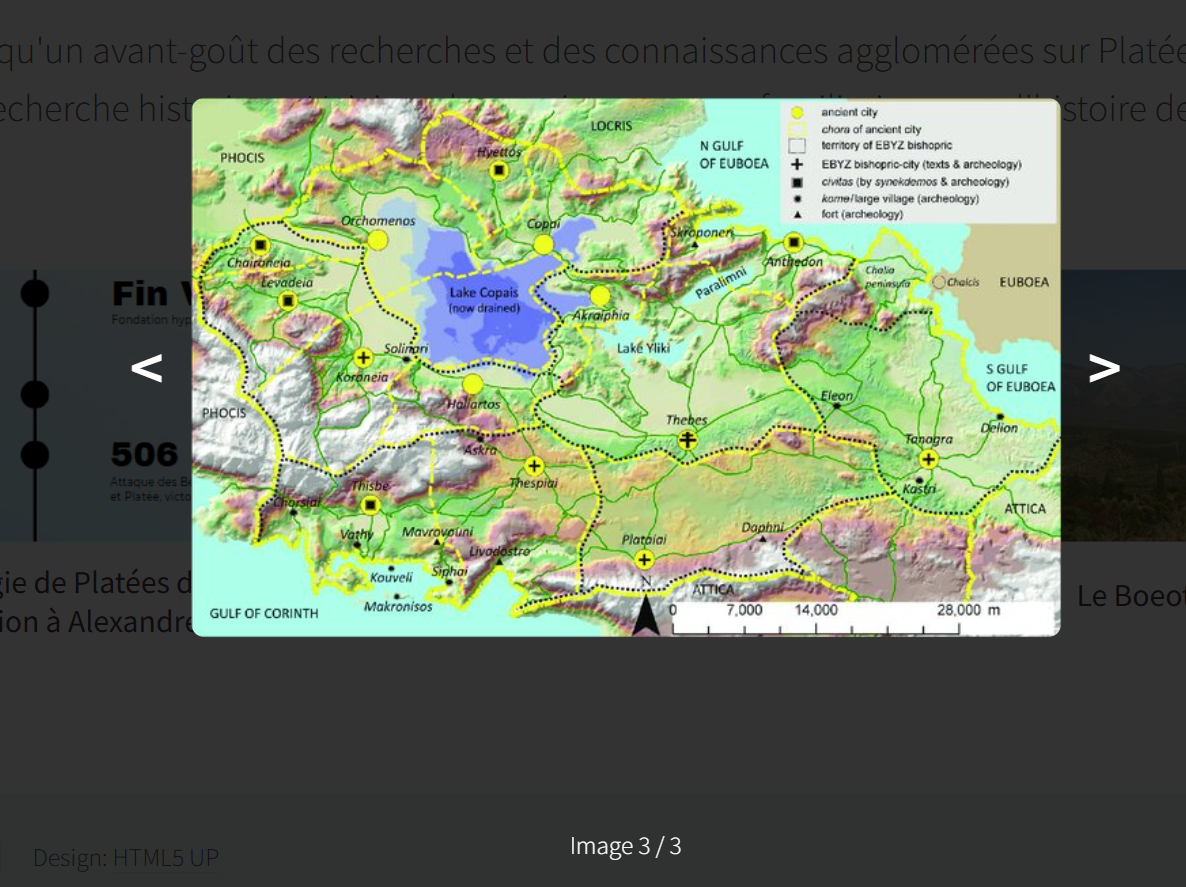 qu'un avant-goût des recherches et des connaissances agglomérées sur Platée
recherche hist
stoire de
Fin V
Fondation hyp
506
Attaque des Bé
et Platée, victo
gie de Platées d
ion à Alexandre
Le Boeot
<
>
ancient city
chora of ancient city
territory of EBYZ bishopric
EBYZ bishopric-city (texts & archeology)
civitas (by synekdemos & archeology)
kome/large village (archeology)
fort (archeology)
LOCRIS
N GULF
OF EUBOEA
PHOCIS
Hyettos
Orchomenos
Coppi
Skroponeri
Anthedon
Chaironeia
Levadeia
Paralimni
Chalia
peninsula
Chalcis
EUBOEA
Lake Copais
(now drained)
Akraiphia
Lake Yliki
Solinari
Koroneia
Haliartos
S GULF
OF EUBOEA
PHOCIS
Thebes
Eleon
Delion
Tanagra
Askra
Thespiai
Kastri
ATTICA
Thisbe
Chorsiai
Vathy
Mavrovouni
Livadostro
Plataiai
Daphni
Kouveli
Siphai
Makronisos
GULF OF CORINTH
N
ATTICA
0 7,000 14,000 28,000 m
Image 3 / 3
Design: HTML5 UP